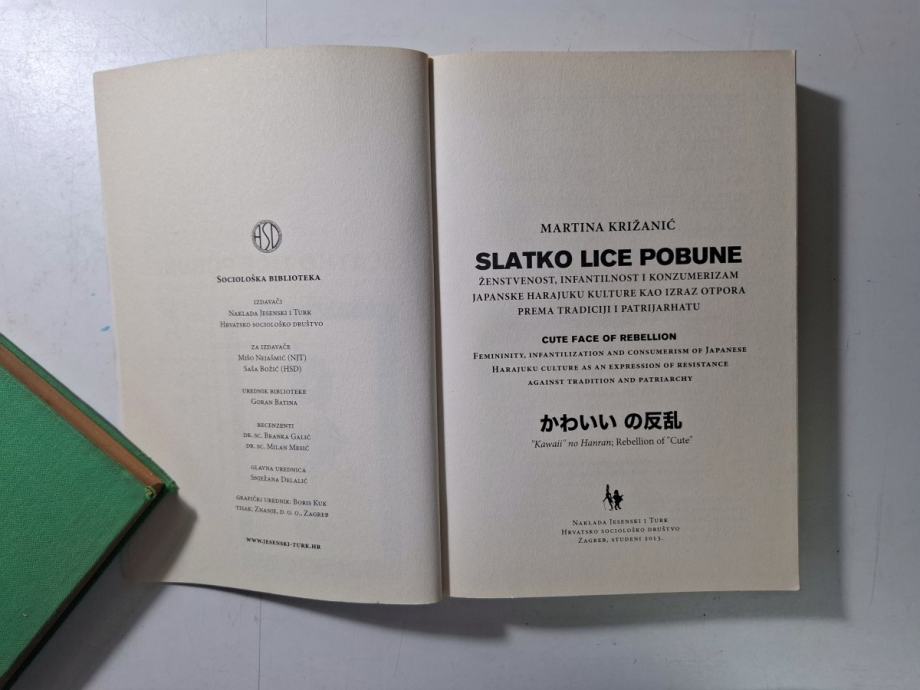 HSD
SOCIOLOŠKA BIBLIOTEKA
IZDAVAČI
NAKLADA JESENSKI I TURK
HRVATSKO SOCIOLOŠKO DRUŠTVO
ZA IZDAVAČE
MIŠO NEJAŠMIĆ (NJT)
SAŠA BOŽIĆ (HSD)
UREDNIK BIBLIOTEKE
GORAN BATINA
RECENZENTI
DR. SC. BRANKA GALIĆ
DR. SC. MILAN MESIĆ
GLAVNA UREDNICA
SNJEŽANA DELALIĆ
GRAFIČKI UREDNIK: BORIS KUK
TISAK: ZNANJE, D. O. O., ZAGREB
WWW.JESENSKI-TURK.HR
MARTINA KRIŽANIĆ
SLATKO LICE POBUNE
ŽENSTVENOST, INFANTILNOST I KONZUMERIZAM
JAPANSKE HARAJUKU KULTURE KAO IZRAZ OTPORA
PREMA TRADICIJI I PATRIJARHATU
CUTE FACE OF REBELLION
FEMININITY, INFANTILIZATION AND CONSUMERISM OF JAPANESE
HARAJUKU CULTURE AS AN EXPRESSION OF RESISTANCE
AGAINST TRADITION AND PATRIARCHY
かわいい の反乱
"Kawaii" no Hanran; Rebellion of "Cute"
NAKLADA JESENSKI I TURK
HRVATSKO SOCIOLOŠKO DRUŠTVO
ZAGREB, STUDENI 2013.